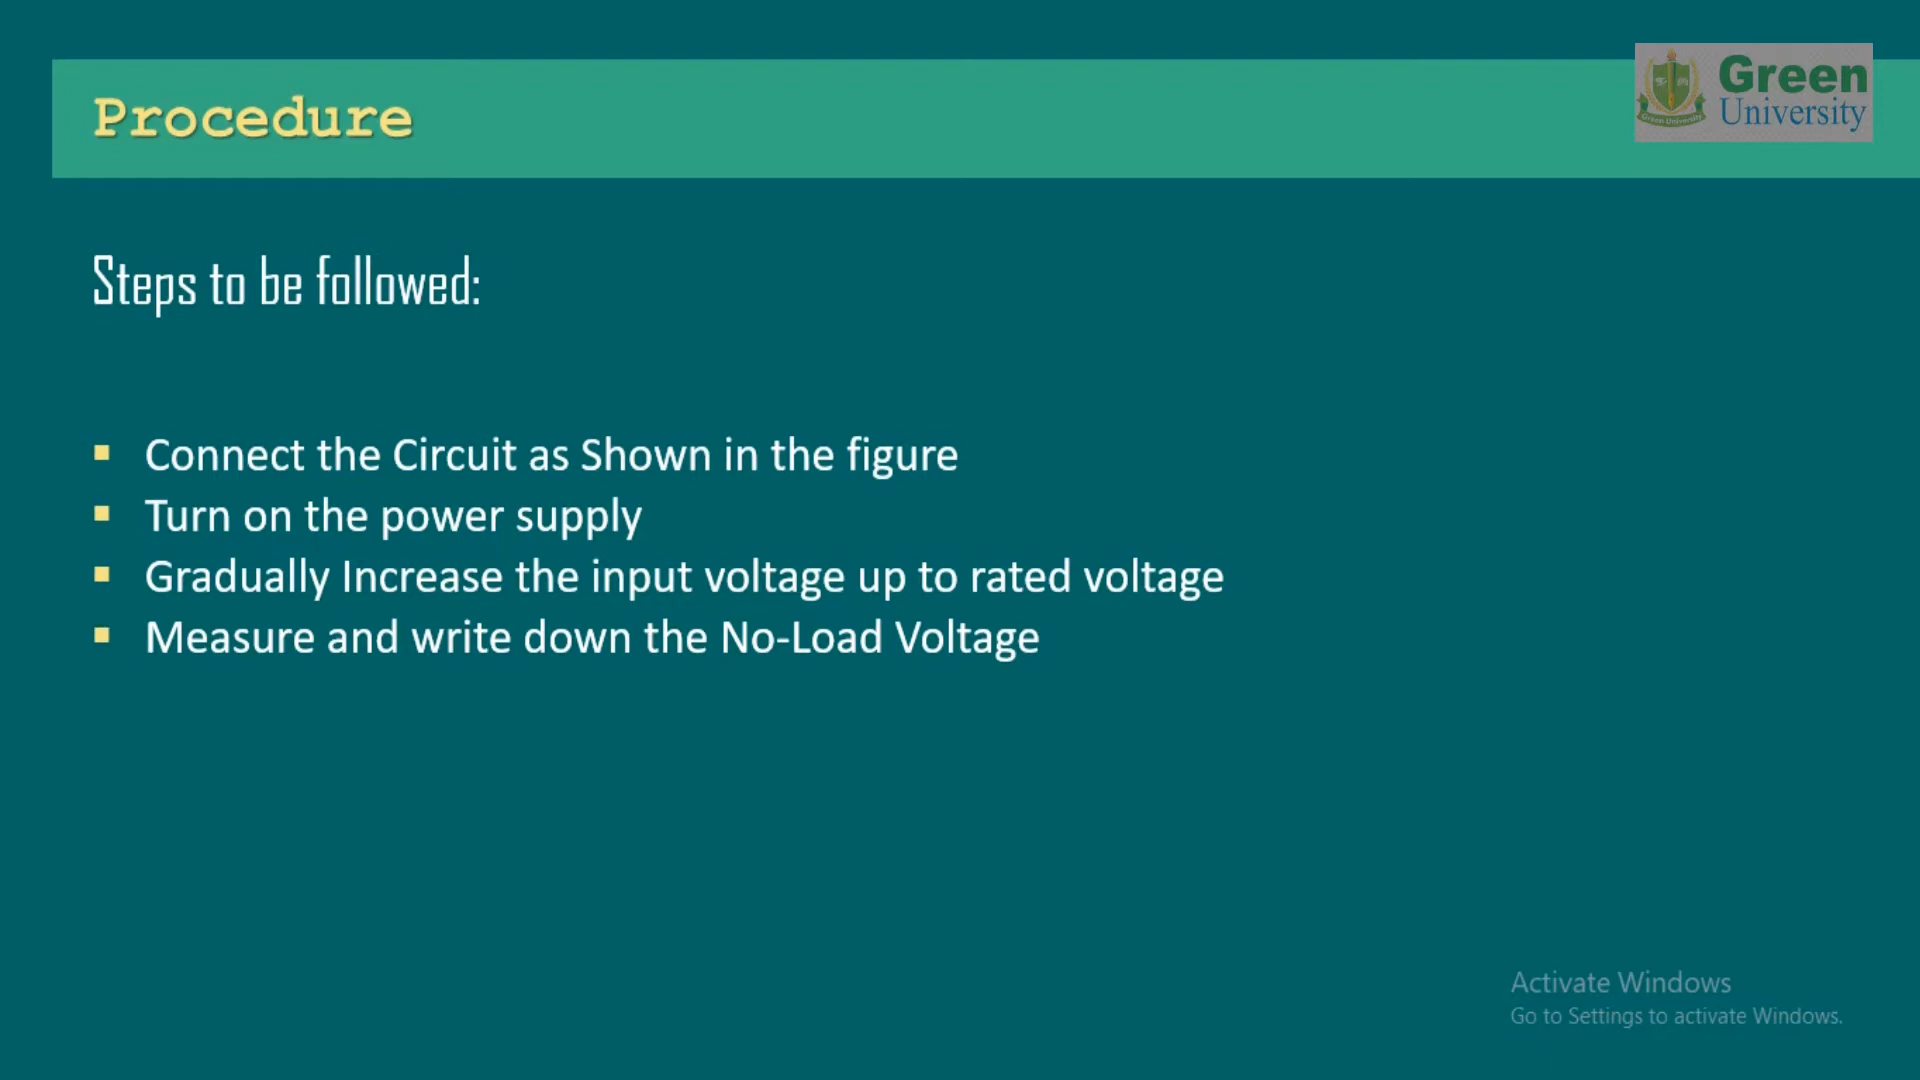 Procedure
Green
University
Green University
Steps to be followed:
Connect the Circuit as Shown in the figure
Turn on the power supply
Gradually Increase the input voltage up to rated voltage
Measure and write down the No-Load Voltage
Activate Windows
Go to Settings to activate Windows.